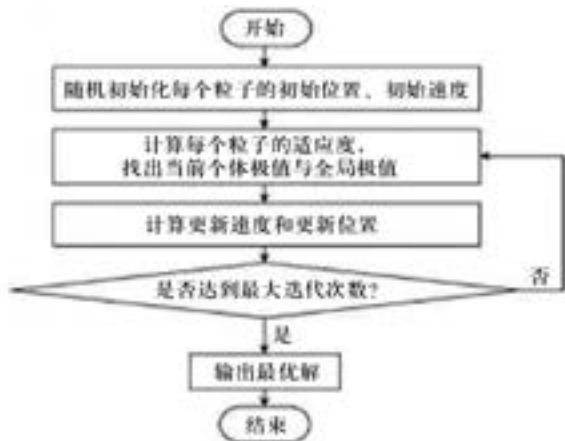 开始
随机初始化每个粒子的初始位置、初始速度
计算每个粒子的适应度,
找出当前个体极值与全局极值
计算更新速度和更新位置
是否达到最大迭代次数?
否
是
输出最优解
结束